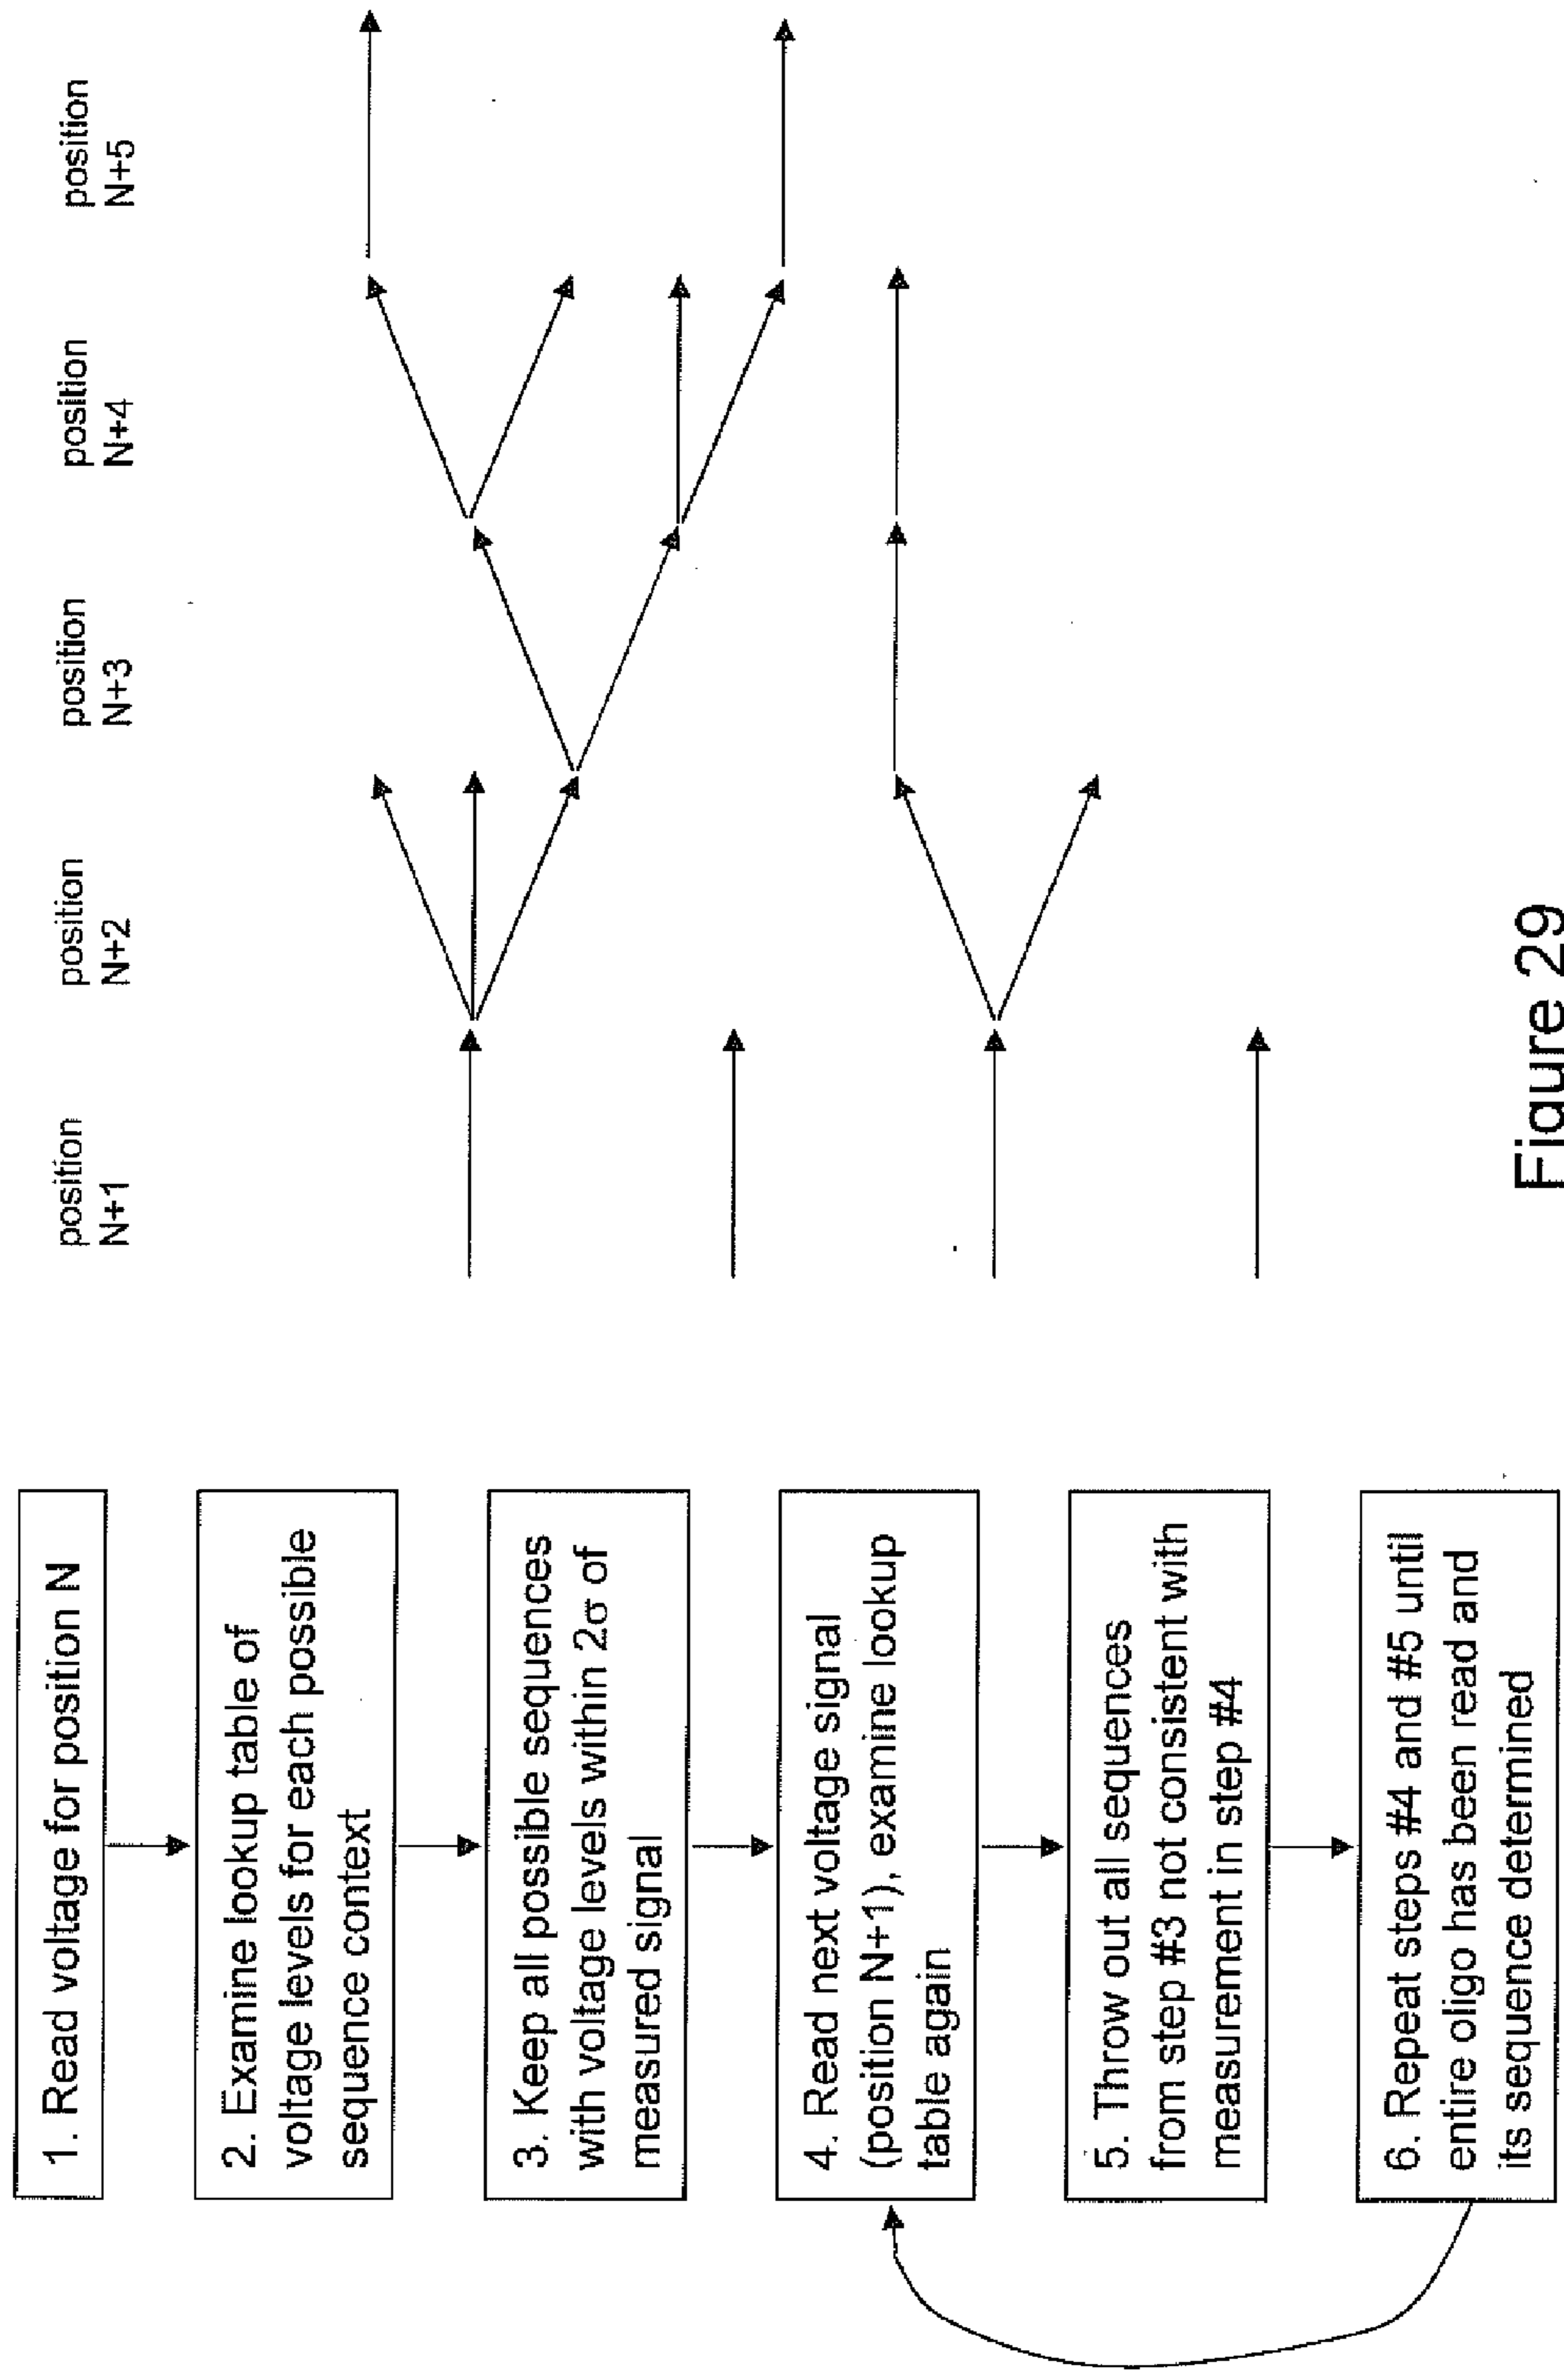 1. Read voltage for position N
2. Examine lookup table of
voltage levels for each possible
sequence context
3. Keep all possible sequences
with voltage levels within 2σ of
measured signal
4. Read next voltage signal
(position N+1), examine lookup
table again
5. Throw out all sequences
from step #3 not consistent with
measurement in step #4
6. Repeat steps #4 and #5 until
entire oligo has been read and
its sequence determined
position
N+1
position
N+2
position
N+3
position
N+4
position
N+5
Figure 29